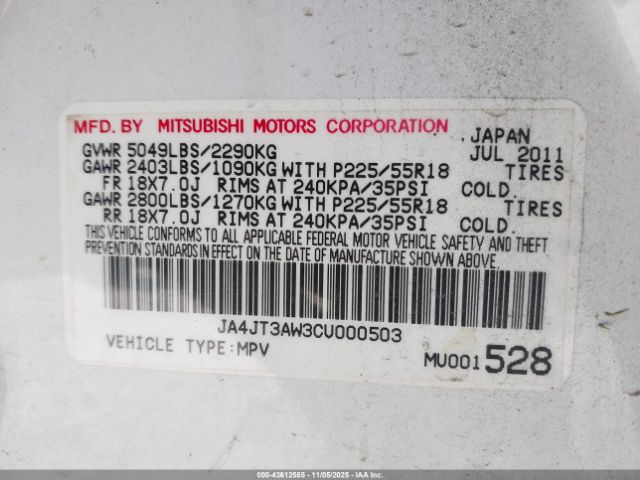 MFD. BY MITSUBISHI MOTORS CORPORATION JAPAN
GVWR 5049LBS/2290KG JUL 2011
GAWR 2403LBS/1090KG WITH P225/55R18 TIRES
FR 18X7.0J RIMS AT 240KPA/35PSI COLD.
GAWR 2800LBS/1270KG WITH P225/55R18 TIRES
RR 18X7.0J RIMS AT 240KPA/35PSI COLD.
THIS VEHICLE CONFORMS TO ALL APPLICABLE FEDERAL MOTOR VEHICLE SAFETY AND THEFT
PREVENTION STANDARDS IN EFFECT ON THE DATE OF MANUFACTURE SHOWN ABOVE.
JA4JT3AW3CU000503
VEHICLE TYPE:MPV MU001528
000-43612585 - 11/05/2025 - IAA Inc. (IAA)